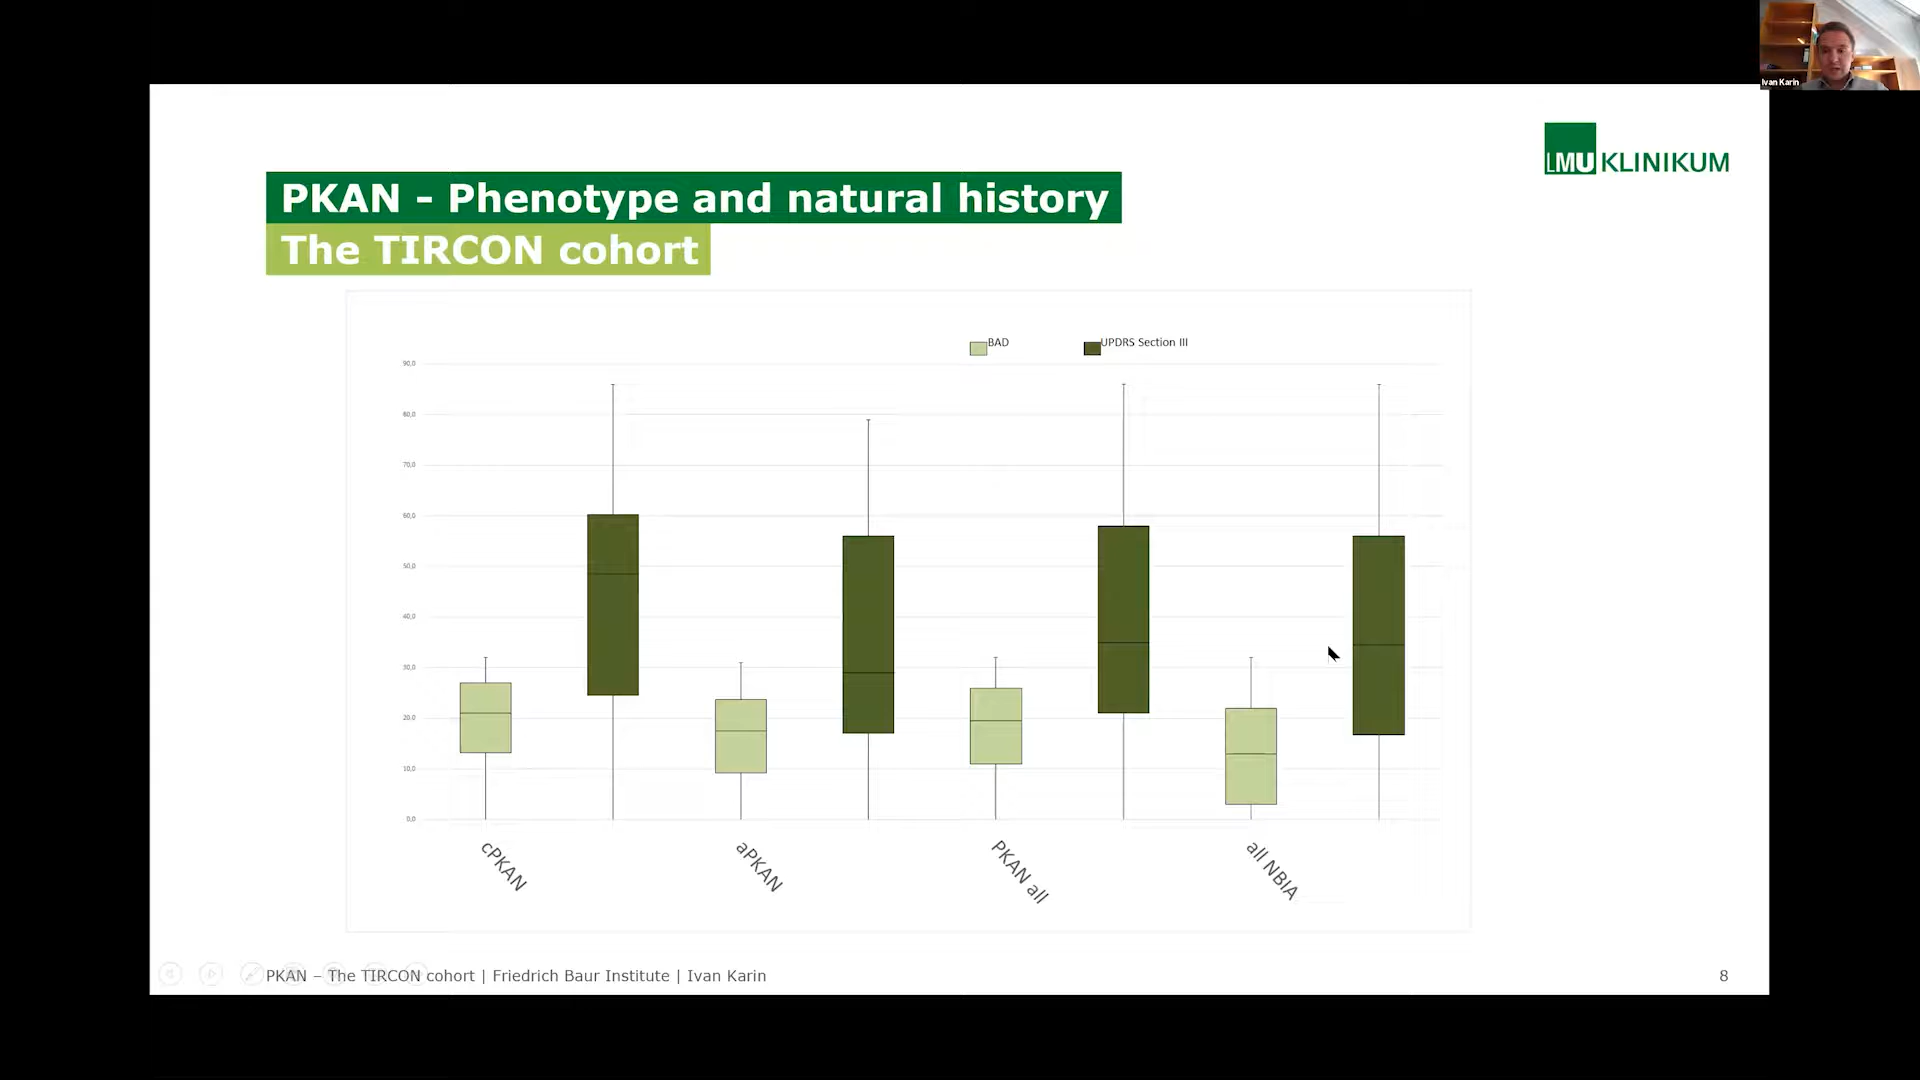 Ivan Karin
LMU KLINIKUM
PKAN - Phenotype and natural history
The TIRCON cohort
BAD
UPDRS Section III
90,0
80,0
70,0
60,0
50,0
40,0
30,0
20,0
10,0
0,0
cPKAN
aPKAN
PKAN all
all NBIA
PKAN – The TIRCON cohort | Friedrich Baur Institute | Ivan Karin
8